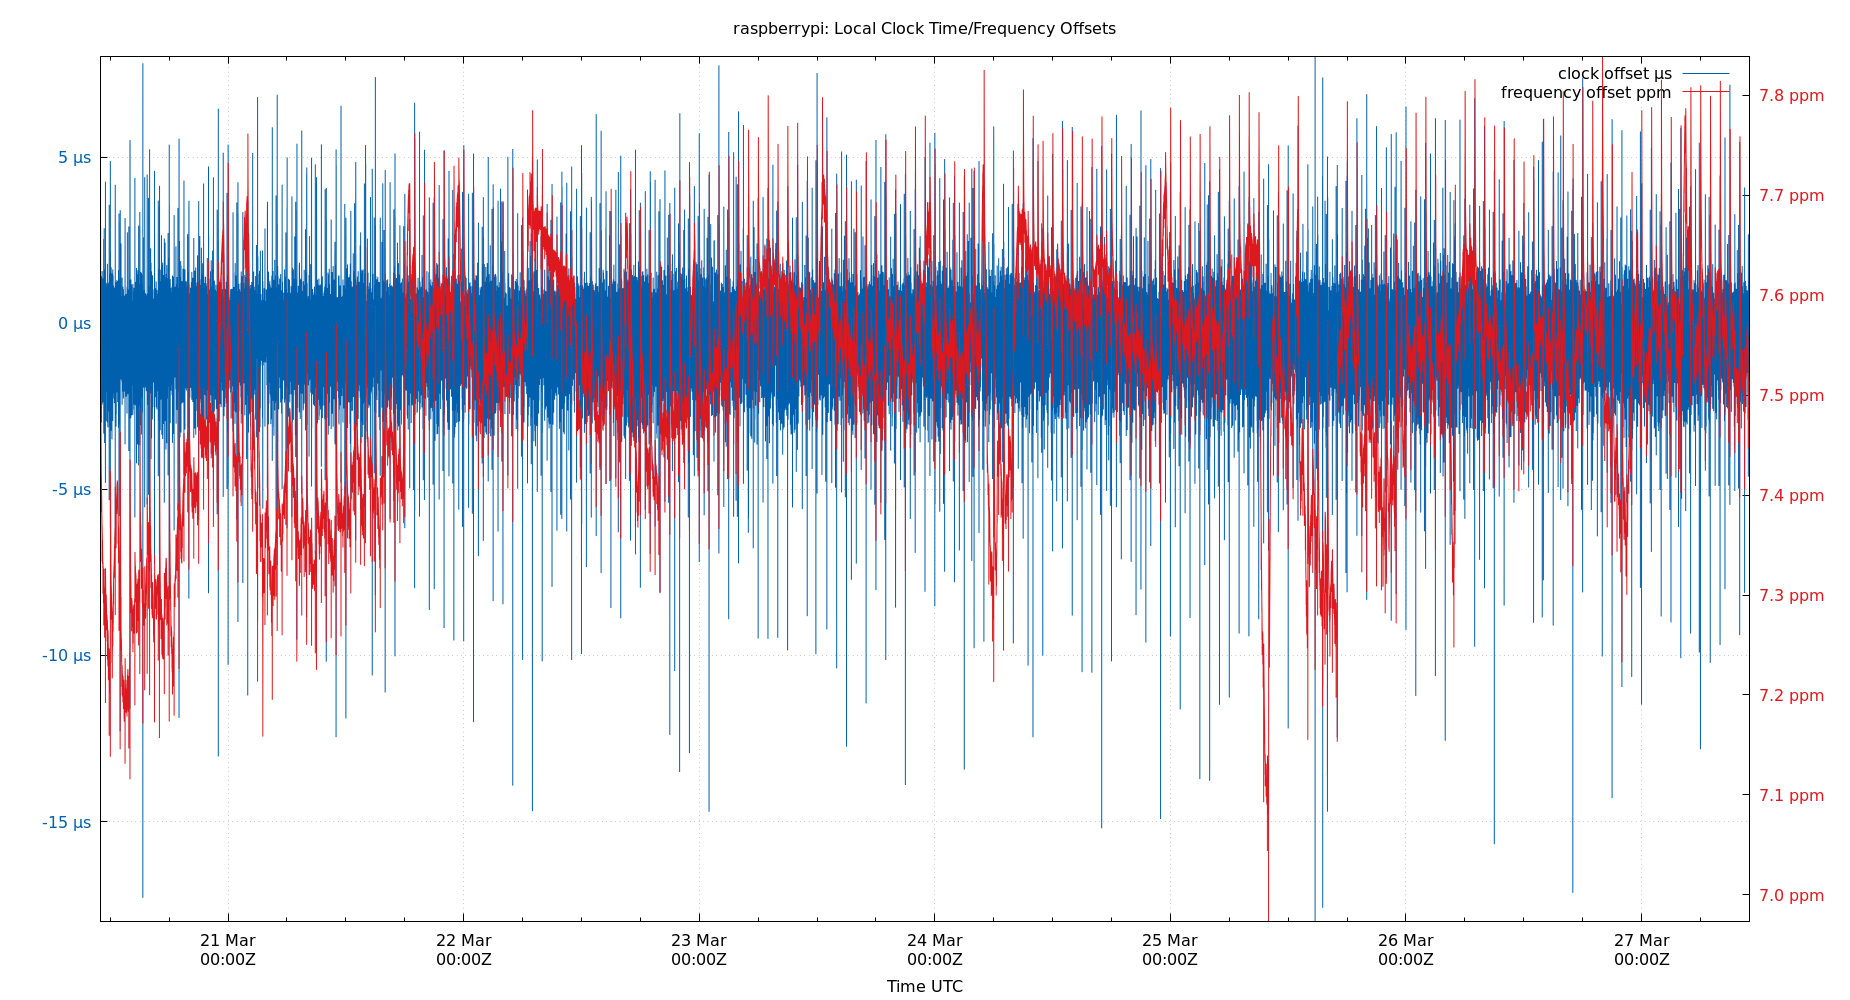 raspberrypi: Local Clock Time/Frequency Offsets
clock offset µs
frequency offset ppm
5 µs
0 µs
-5 µs
-10 µs
-15 µs
7.8 ppm
7.7 ppm
7.6 ppm
7.5 ppm
7.4 ppm
7.3 ppm
7.2 ppm
7.1 ppm
7.0 ppm
21 Mar 22 Mar 23 Mar 24 Mar 25 Mar 26 Mar 27 Mar
00:00Z 00:00Z 00:00Z 00:00Z 00:00Z 00:00Z 00:00Z
Time UTC